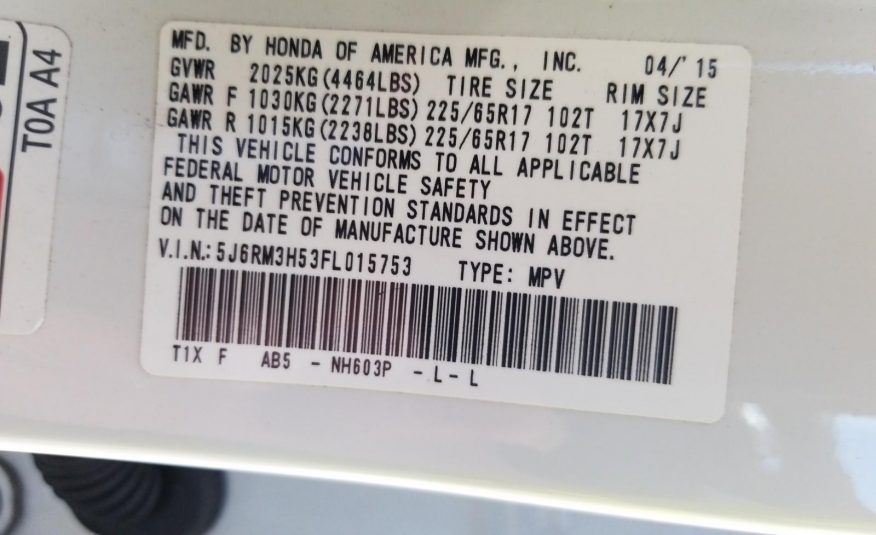 T0A A4
MFD. BY HONDA OF AMERICA MFG., INC. 04/'15
GVWR 2025KG(4464LBS) TIRE SIZE RIM SIZE
GAWR F 1030KG(2271LBS) 225/65R17 102T 17X7J
GAWR R 1015KG(2238LBS) 225/65R17 102T 17X7J
THIS VEHICLE CONFORMS TO ALL APPLICABLE
FEDERAL MOTOR VEHICLE SAFETY
AND THEFT PREVENTION STANDARDS IN EFFECT
ON THE DATE OF MANUFACTURE SHOWN ABOVE.
V.I.N.: 5J6RM3H53FL015753 TYPE: MPV
T1X F AB5 - NH603P - L - L